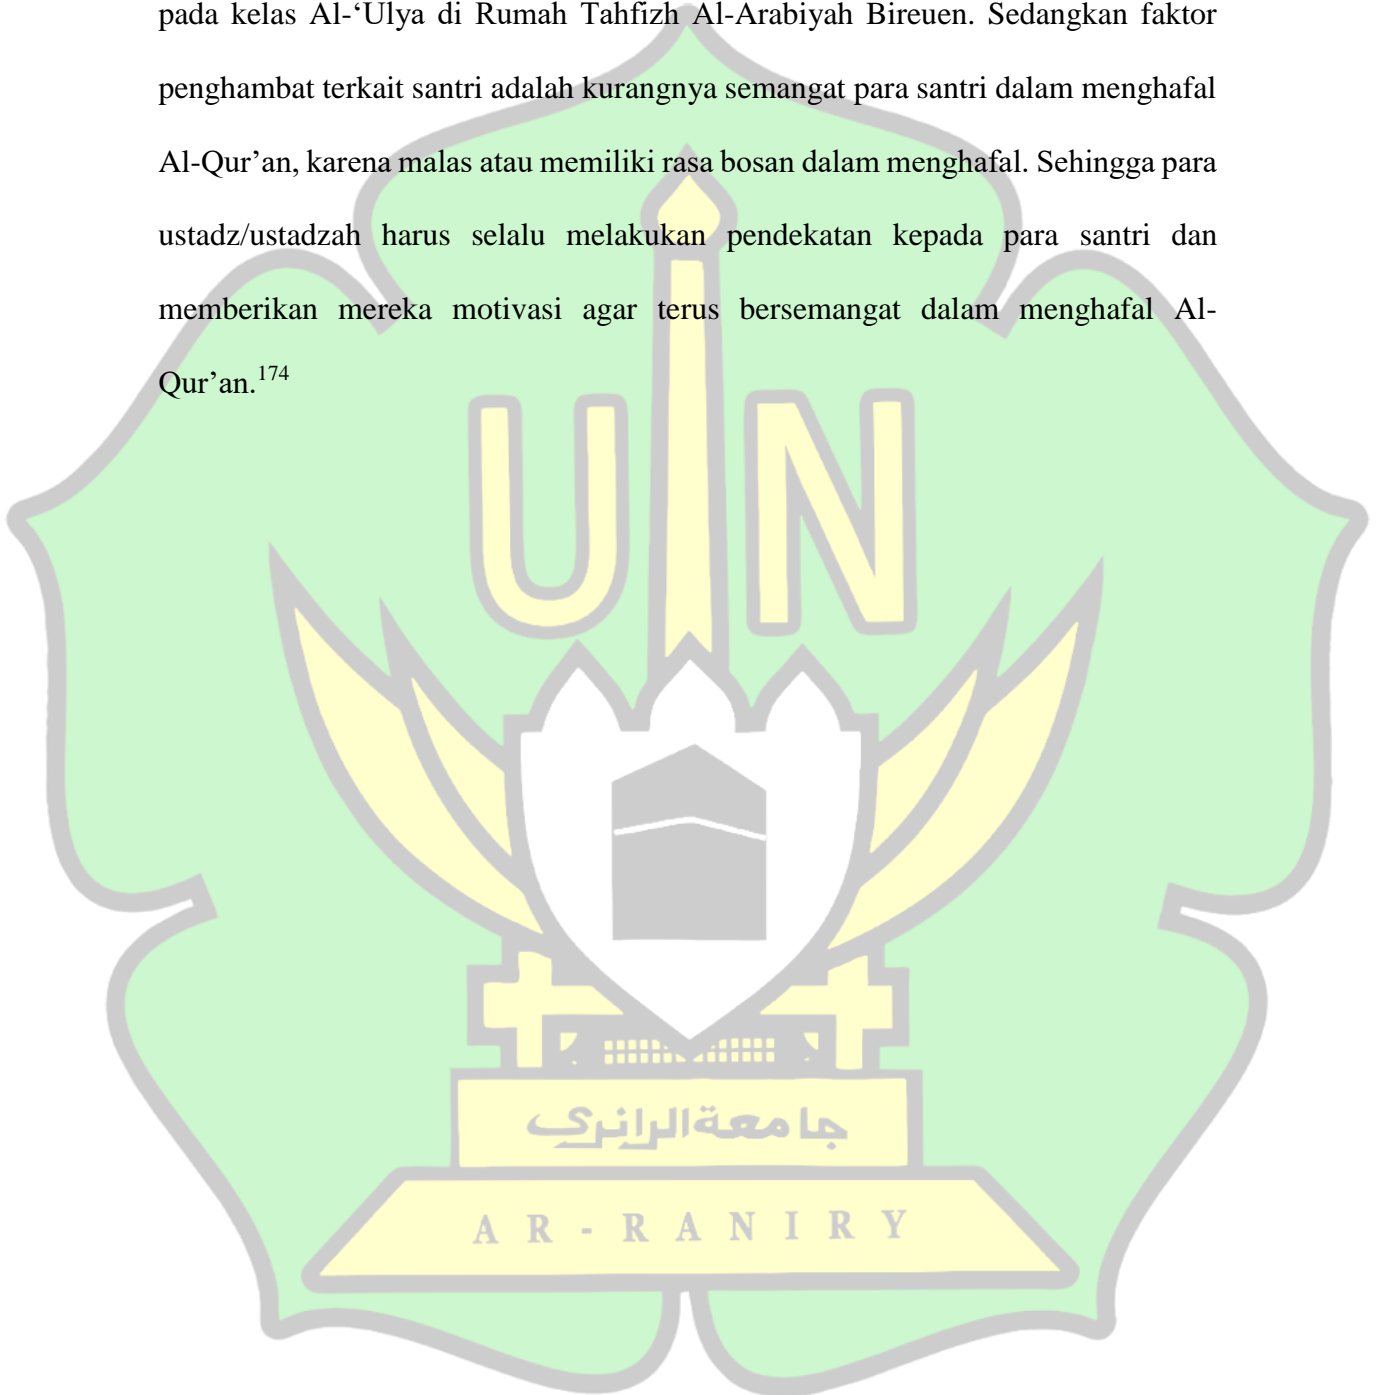 pada kelas Al-‘Ulya di Rumah Tahfizh Al-Arabiyah Bireuen. Sedangkan faktor
penghambat terkait santri adalah kurangnya semangat para santri dalam menghafal
Al-Qur’an, karena malas atau memiliki rasa bosan dalam menghafal. Sehingga para
ustadz/ustadzah harus selalu melakukan pendekatan kepada para santri dan
memberikan mereka motivasi agar terus bersemangat dalam menghafal Al-
Qur’an.174
UIN
جامعة الرانري
AR-RANIRY